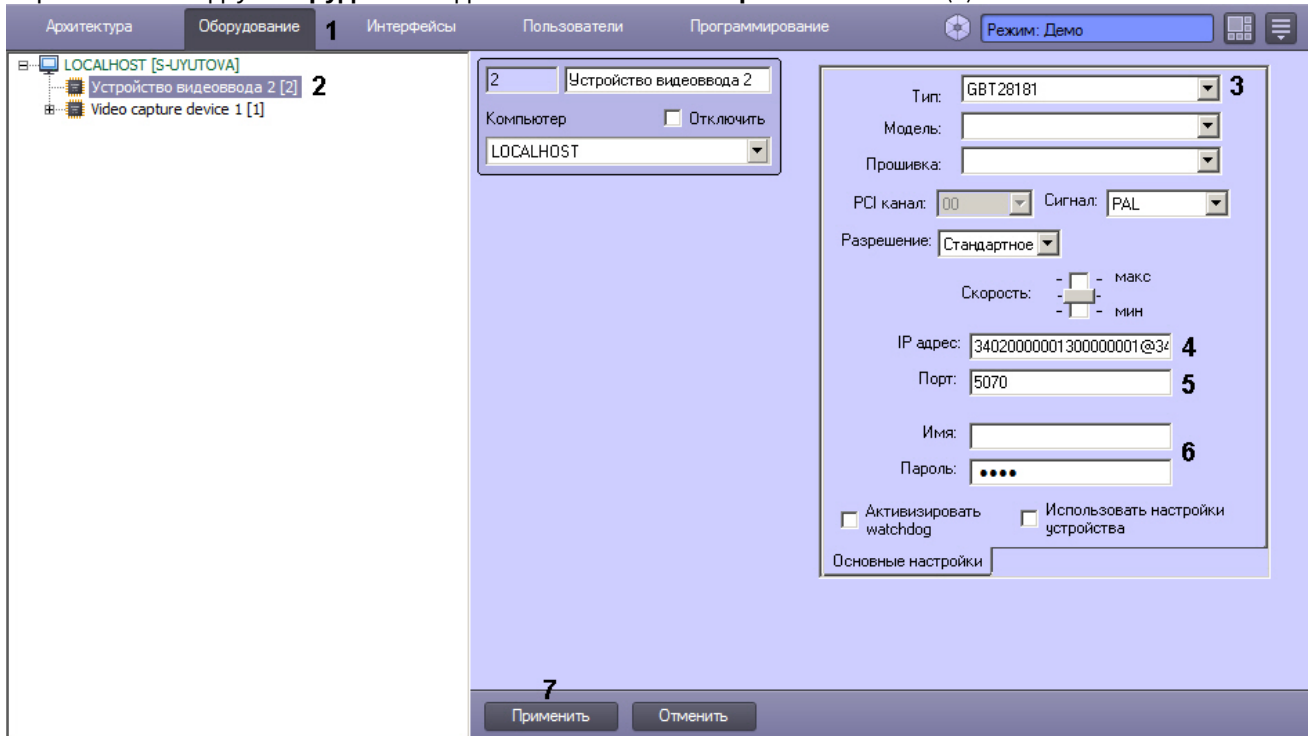 Архитектура Оборудование 1 Интерфейсы Пользователи Программирование Режим: Демо
LOCALHOST [S-UYUTOVA]
Устройство видеоввода 2 [2] 2
Video capture device 1 [1]
2 Устройство видеоввода 2
Компьютер Отключить
LOCALHOST
Тип: GBT28181 3
Модель:
Прошивка:
PCI канал: 00 Сигнал: PAL
Разрешение: Стандартное
Скорость: - - макс
- -
- - мин
IP адрес: 34020000001300000001@34 4
Порт: 5070 5
Имя:
6
Пароль: ••••
Активизировать watchdog
Использовать настройки устройства
Основные настройки
7
Применить Отменить